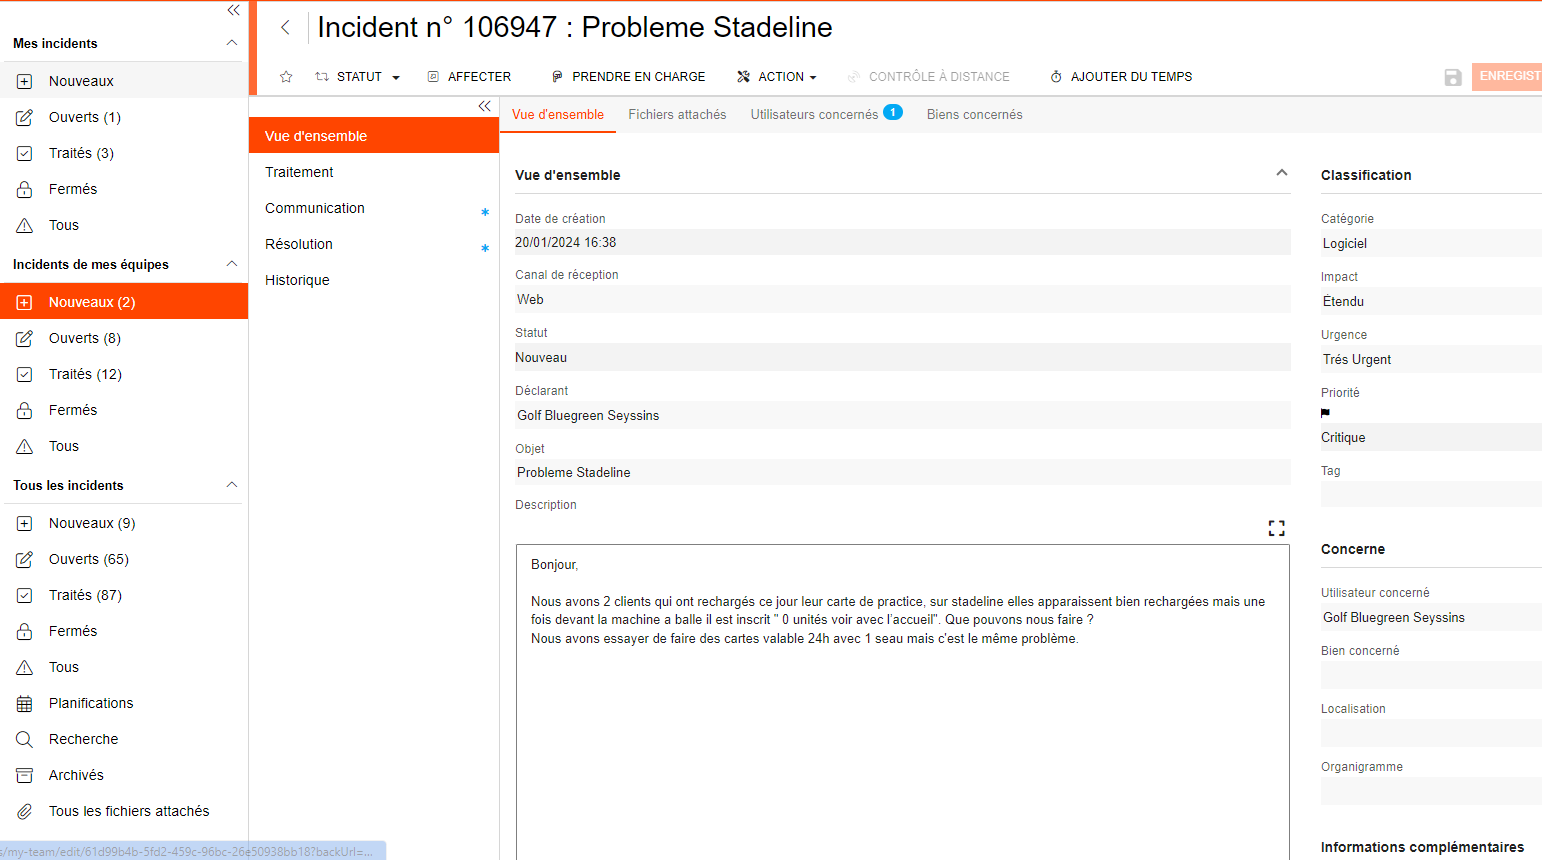 Mes incidents
Nouveaux
Ouverts (1)
Traités (3)
Fermés
Tous
Incidents de mes équipes
Nouveaux (2)
Ouverts (8)
Traités (12)
Fermés
Tous
Tous les incidents
Nouveaux (9)
Ouverts (65)
Traités (87)
Fermés
Tous
Planifications
Recherche
Archivés
Tous les fichiers attachés
s/my-team/edit/61d99b4b-5fd2-459c-96bc-26e50938bb18?backUrl=...
Incident n° 106947 : Probleme Stadeline
STATUT AFFECTER PRENDRE EN CHARGE ACTION CONTRÔLE À DISTANCE AJOUTER DU TEMPS ENREGIST
Vue d'ensemble
Traitement
Communication *
Résolution *
Historique
Vue d'ensemble Fichiers attachés Utilisateurs concernés 1 Biens concernés
Vue d'ensemble
Date de création
20/01/2024 16:38
Canal de réception
Web
Statut
Nouveau
Déclarant
Golf Bluegreen Seyssins
Objet
Probleme Stadeline
Description
Bonjour,
Nous avons 2 clients qui ont rechargés ce jour leur carte de practice, sur stadeline elles apparaissent bien rechargées mais une
fois devant la machine a balle il est inscrit " 0 unités voir avec l'accueil". Que pouvons nous faire ?
Nous avons essayer de faire des cartes valable 24h avec 1 seau mais c'est le même problème.
Classification
Catégorie
Logiciel
Impact
Étendu
Urgence
Trés Urgent
Priorité
Critique
Tag
Concerne
Utilisateur concerné
Golf Bluegreen Seyssins
Bien concerné
Localisation
Organigramme
Informations complémentaires